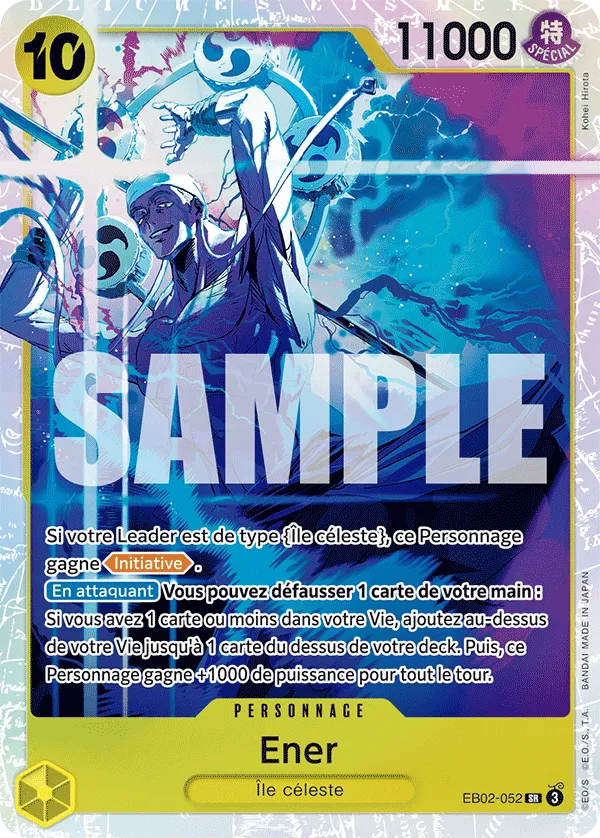 10
11000
特
SPÉCIAL
Kohei Hirota
SAMPLE
Si votre Leader est de type {Île céleste}, ce Personnage
gagne Initiative .
En attaquant Vous pouvez défausser 1 carte de votre main :
Si vous avez 1 carte ou moins dans votre Vie, ajoutez au-dessus
de votre Vie jusqu'à 1 carte du dessus de votre deck. Puis, ce
Personnage gagne +1000 de puissance pour tout le tour.
PERSONNAGE
Ener
Île céleste
EB02-052 SR 3
©EO/S ©E.O./S., T.A. BANDAI MADE IN JAPAN